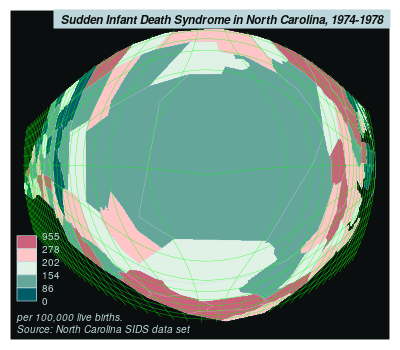 Sudden Infant Death Syndrome in North Carolina, 1974-1978
955
278
202
154
86
0
per 100,000 live births.
Source: North Carolina SIDS data set